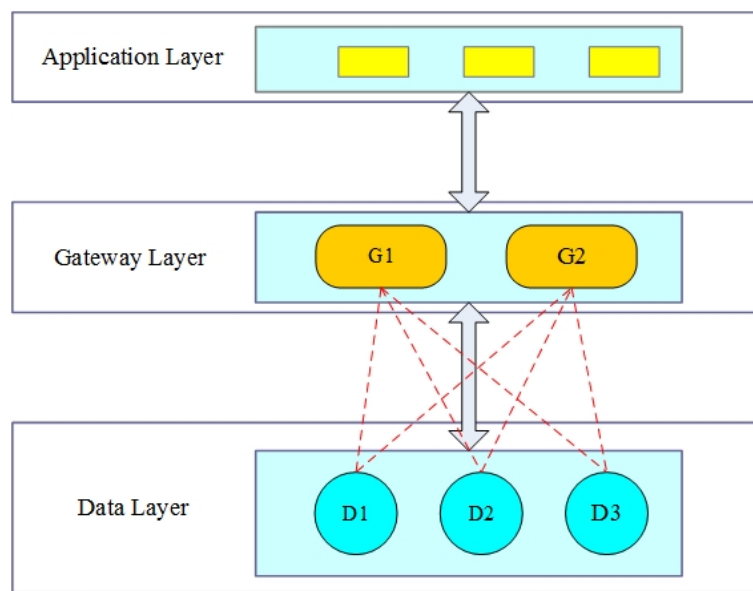 Application Layer
Gateway Layer
G1
G2
Data Layer
D1
D2
D3